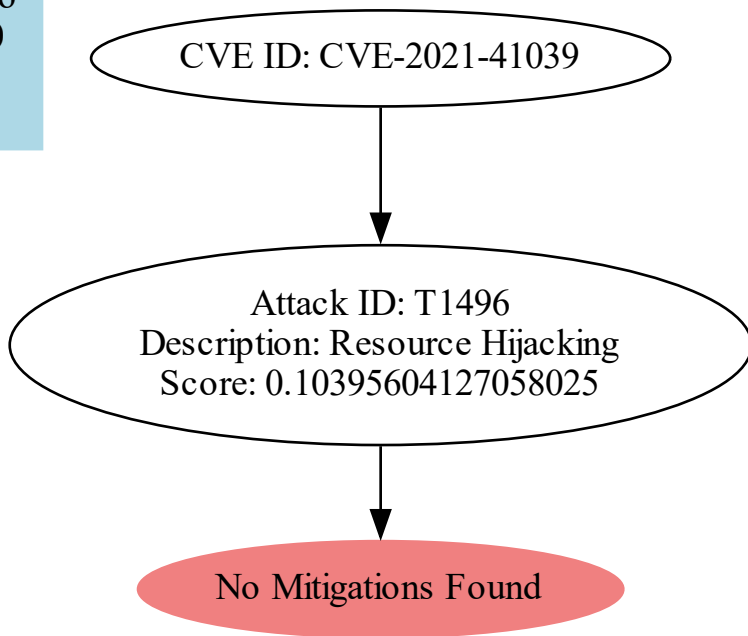 CVE ID: CVE-2021-41039
Attack ID: T1496
Description: Resource Hijacking
Score: 0.10395604127058025
No Mitigations Found